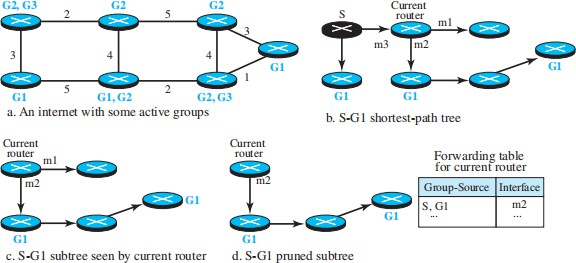 G2, G3
2
G2
5
G2
3
4
4
3
G1
1
G1
5
G1, G2
2
G2, G3
a. An internet with some active groups
S
Current
router
m1
m3
m2
G1
G1
G1
b. S-G1 shortest-path tree
Current
router
m1
m2
G1
G1
c. S-G1 subtree seen by current router
Current
router
m2
G1
G1
d. S-G1 pruned subtree
Forwarding table
for current router
Group-Source Interface
S, G1 m2
... ...